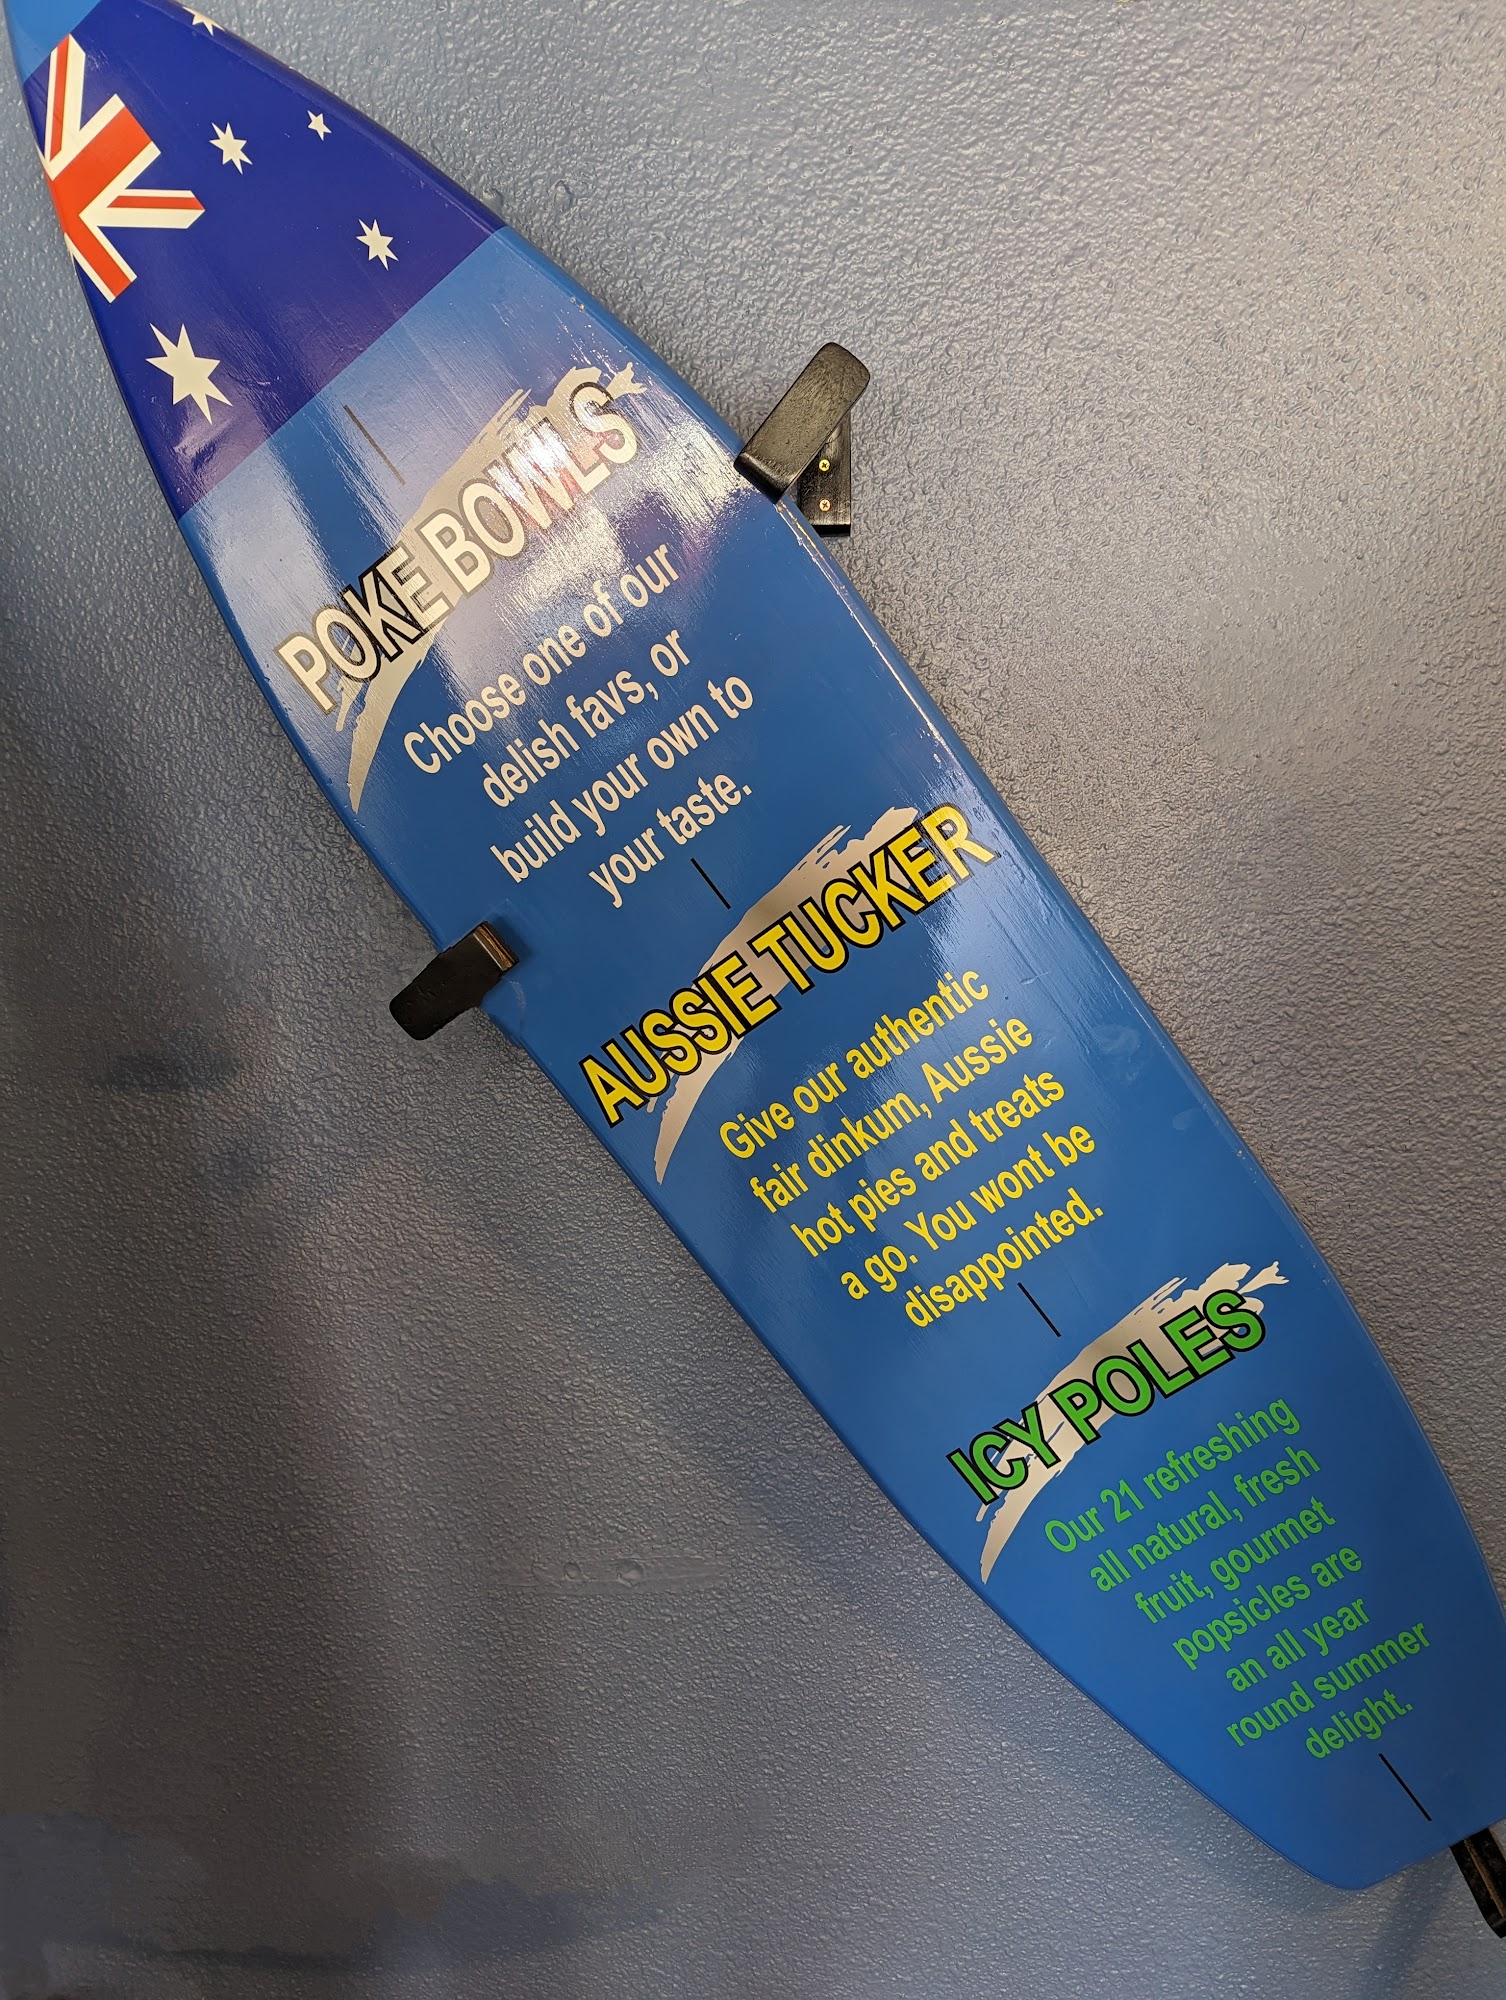 POKE BOWLS
Choose one of our
delish favs, or
build your own to
your taste.
AUSSIE TUCKER
Give our authentic
fair dinkum, Aussie
hot pies and treats
a go. You wont be
disappointed.
ICY POLES
Our 21 refreshing
all natural, fresh
fruit, gourmet
popsicles are
an all year
round summer
delight.